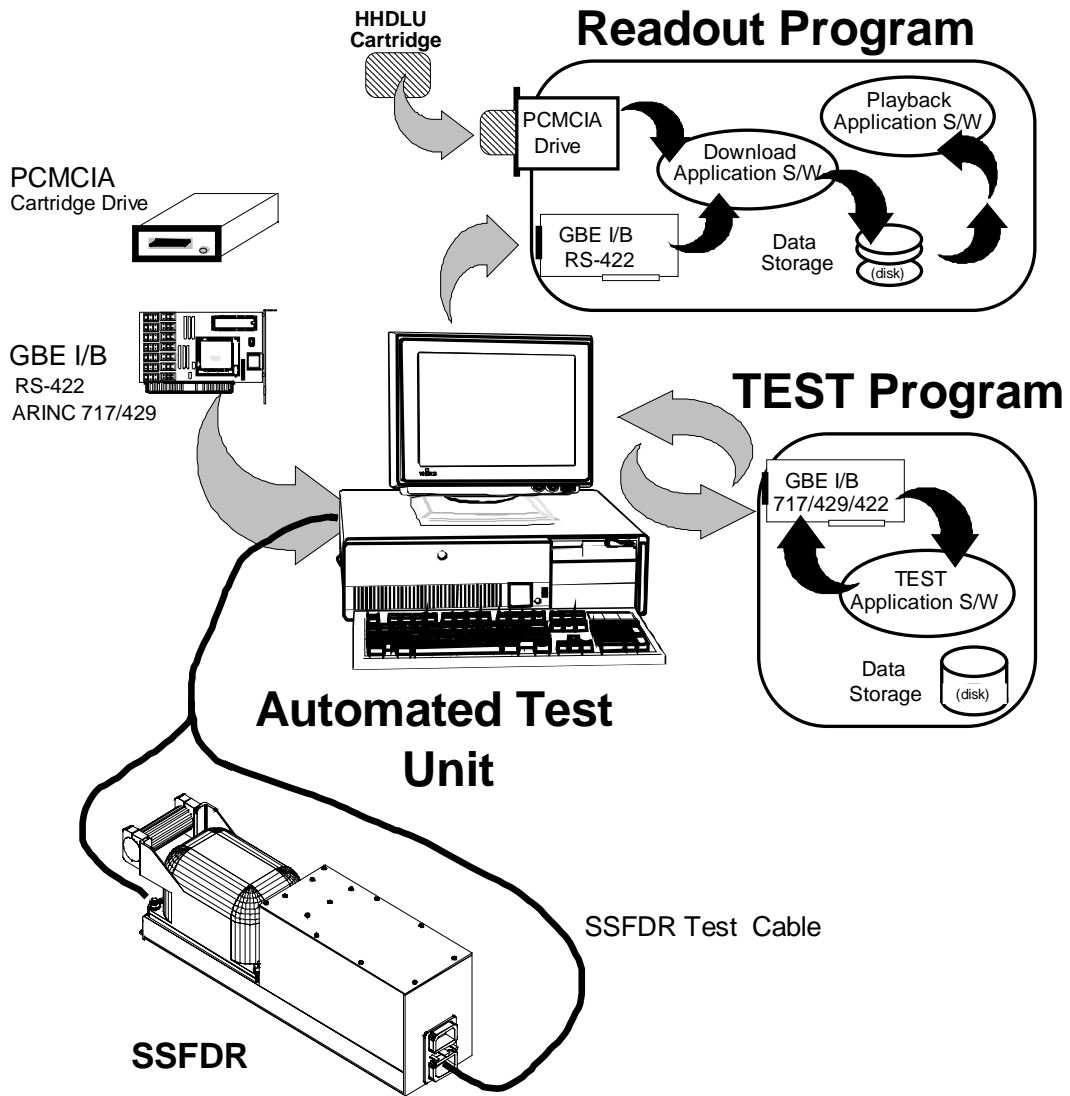 HHDLU
Cartridge
Readout Program
PCMCIA
Drive
Playback
Application S/W
Download
Application S/W
GBE I/B
RS-422
Data
Storage
(disk)
PCMCIA
Cartridge Drive
GBE I/B
RS-422
ARINC 717/429
TEST Program
GBE I/B
717/429/422
TEST
Application S/W
Data
Storage
(disk)
Automated Test
Unit
SSFDR Test Cable
SSFDR